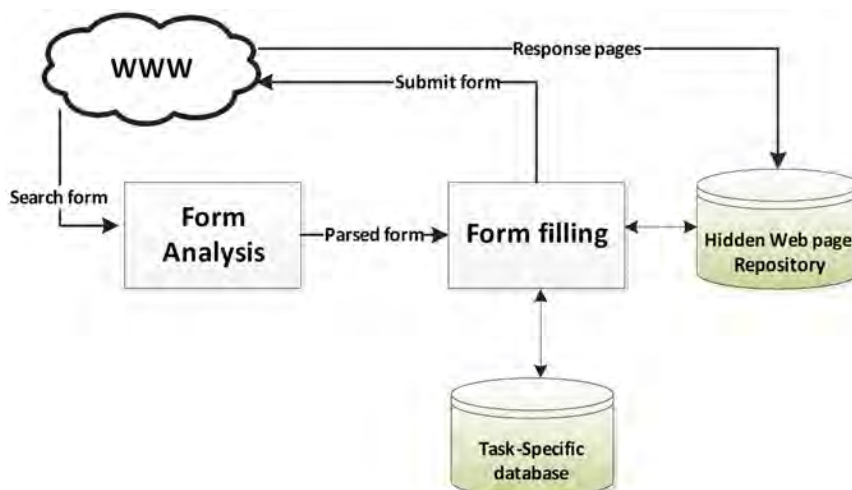 WWW
Response pages
Submit form
Search form
Form
Analysis
Parsed form
Form filling
Hidden Web page
Repository
Task-Specific
database